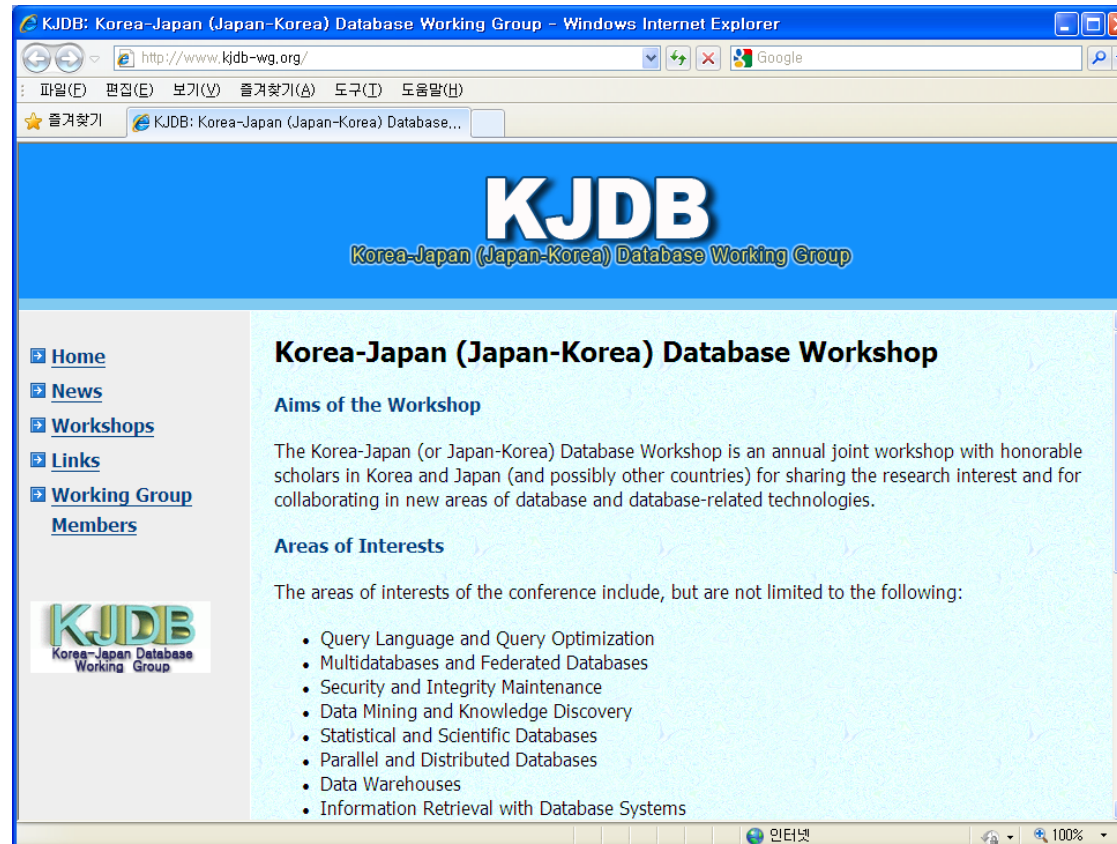 KJDB: Korea-Japan (Japan-Korea) Database Working Group - Windows Internet Explorer
http://www.kjdb-wg.org/
Google
파일(F) 편집(E) 보기(V) 즐겨찾기(A) 도구(T) 도움말(H)
즐겨찾기
KJDB: Korea-Japan (Japan-Korea) Database...
KJDB
Korea-Japan (Japan-Korea) Database Working Group
Home
News
Workshops
Links
Working Group
Members
KJDB
Korea-Japan Database
Working Group
Korea-Japan (Japan-Korea) Database Workshop
Aims of the Workshop
The Korea-Japan (or Japan-Korea) Database Workshop is an annual joint workshop with honorable
scholars in Korea and Japan (and possibly other countries) for sharing the research interest and for
collaborating in new areas of database and database-related technologies.
Areas of Interests
The areas of interests of the conference include, but are not limited to the following:
• Query Language and Query Optimization
• Multidatabases and Federated Databases
• Security and Integrity Maintenance
• Data Mining and Knowledge Discovery
• Statistical and Scientific Databases
• Parallel and Distributed Databases
• Data Warehouses
• Information Retrieval with Database Systems
인터넷
100%